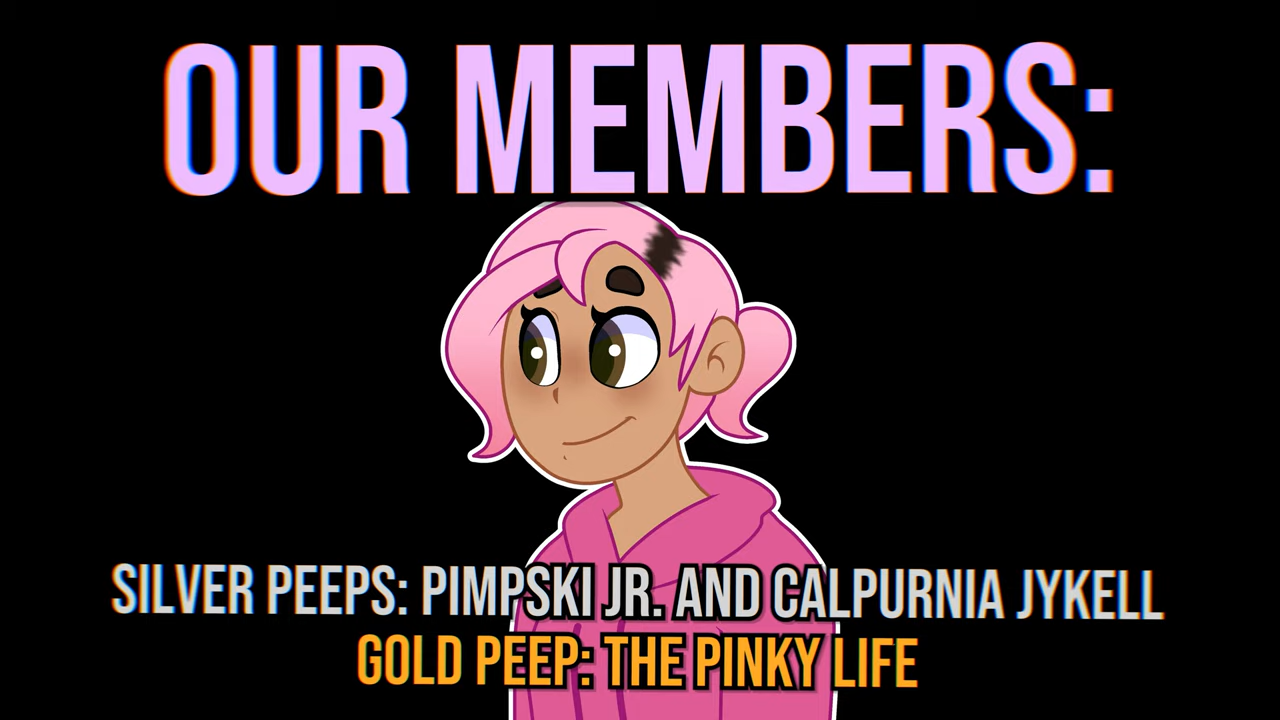 OUR MEMBERS:
SILVER PEEPS: PIMPSKI JR. AND CALPURNIA JYKELL
GOLD PEEP: THE PINKY LIFE